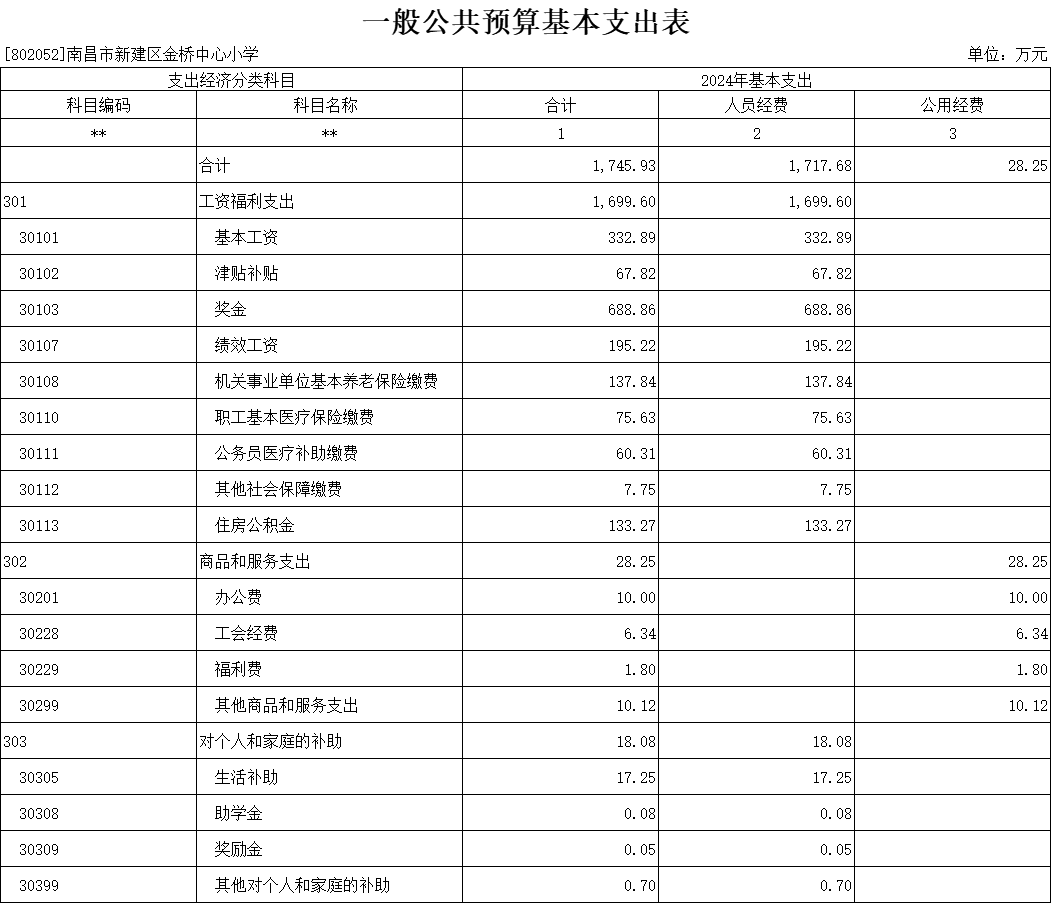 一般公共预算基本支出表
[802052]南昌市新建区金桥中心小学 单位：万元
支出经济分类科目 2024年基本支出
科目编码 科目名称 合计 人员经费 公用经费
** ** 1 2 3
合计 1,745.93 1,717.68 28.25
301 工资福利支出 1,699.60 1,699.60
30101 基本工资 332.89 332.89
30102 津贴补贴 67.82 67.82
30103 奖金 688.86 688.86
30107 绩效工资 195.22 195.22
30108 机关事业单位基本养老保险缴费 137.84 137.84
30110 职工基本医疗保险缴费 75.63 75.63
30111 公务员医疗补助缴费 60.31 60.31
30112 其他社会保障缴费 7.75 7.75
30113 住房公积金 133.27 133.27
302 商品和服务支出 28.25 28.25
30201 办公费 10.00 10.00
30228 工会经费 6.34 6.34
30229 福利费 1.80 1.80
30299 其他商品和服务支出 10.12 10.12
303 对个人和家庭的补助 18.08 18.08
30305 生活补助 17.25 17.25
30308 助学金 0.08 0.08
30309 奖励金 0.05 0.05
30399 其他对个人和家庭的补助 0.70 0.70